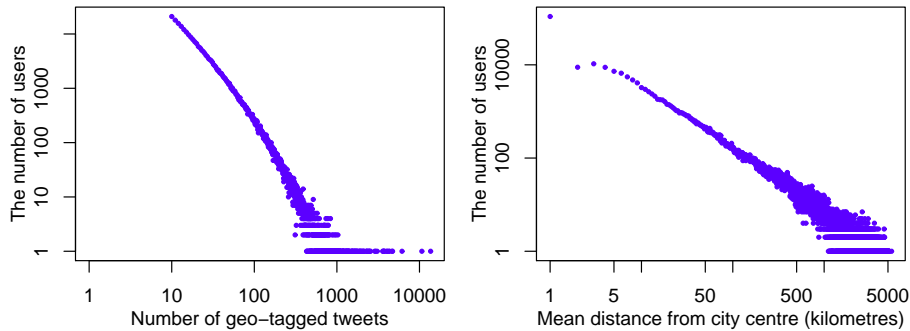 The number of users
1 10 100 1000
1 10 100 1000 10000
Number of geo−tagged tweets
The number of users
1 100 10000
1 5 50 500 5000
Mean distance from city centre (kilometres)